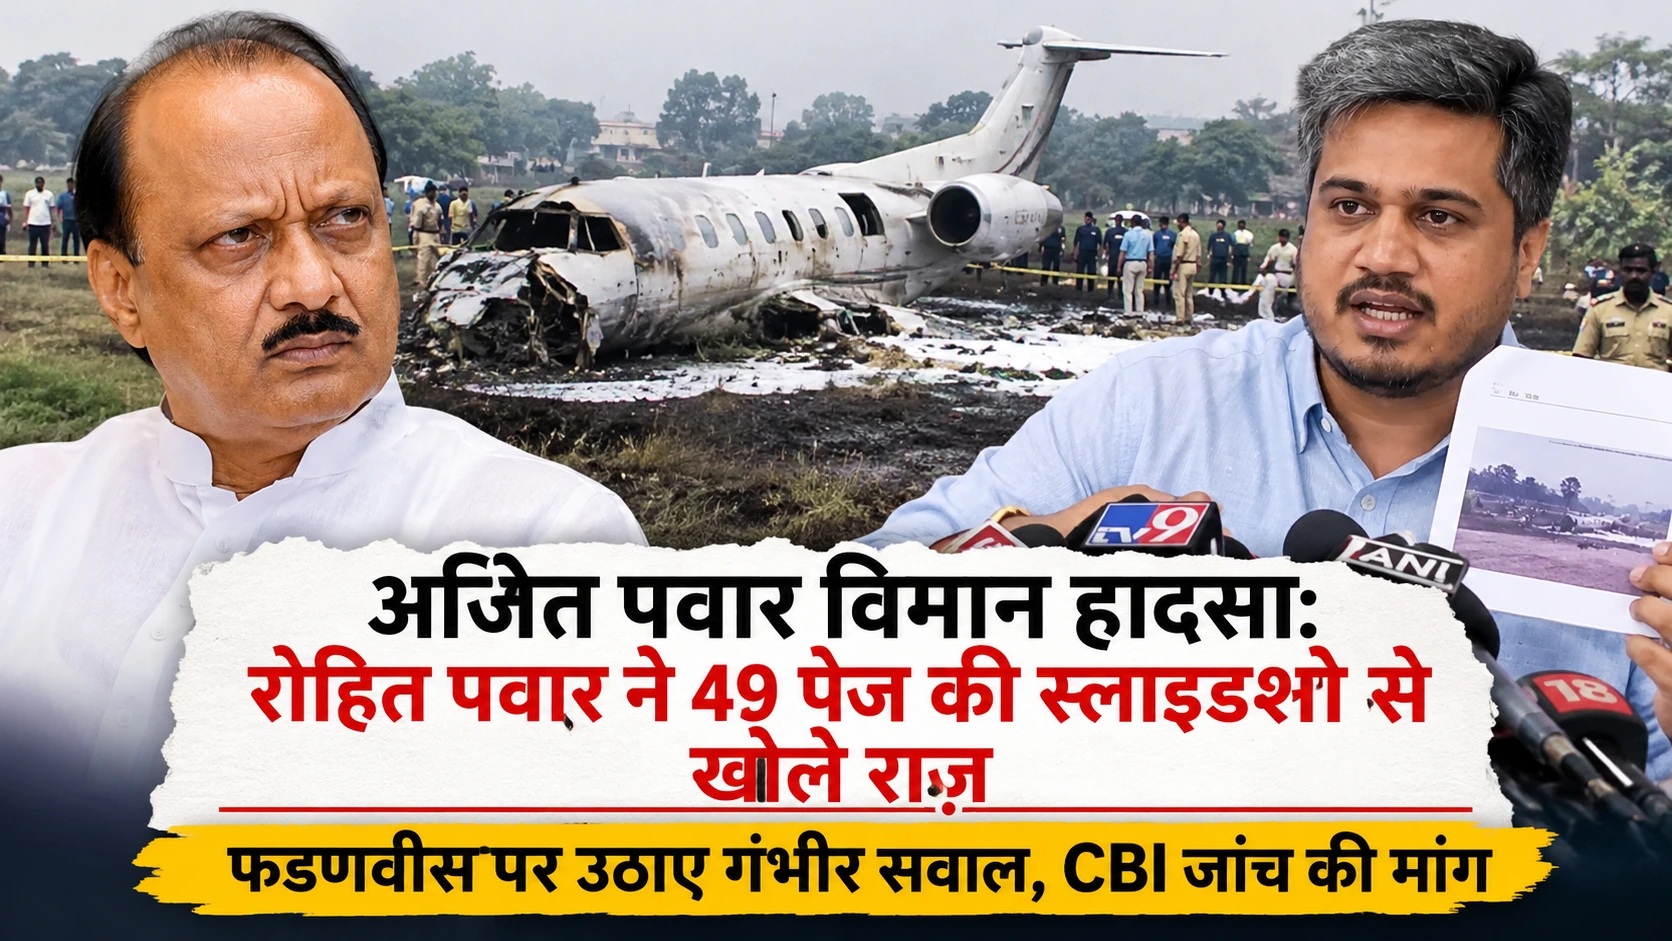 अजित पवार विमान हादसा:
रोहित पवार ने 49 पेज की स्लाइडशो से
खोले राज़
फडणवीस पर उठाए गंभीर सवाल, CBI जांच की मांग
TV9
ANI
18